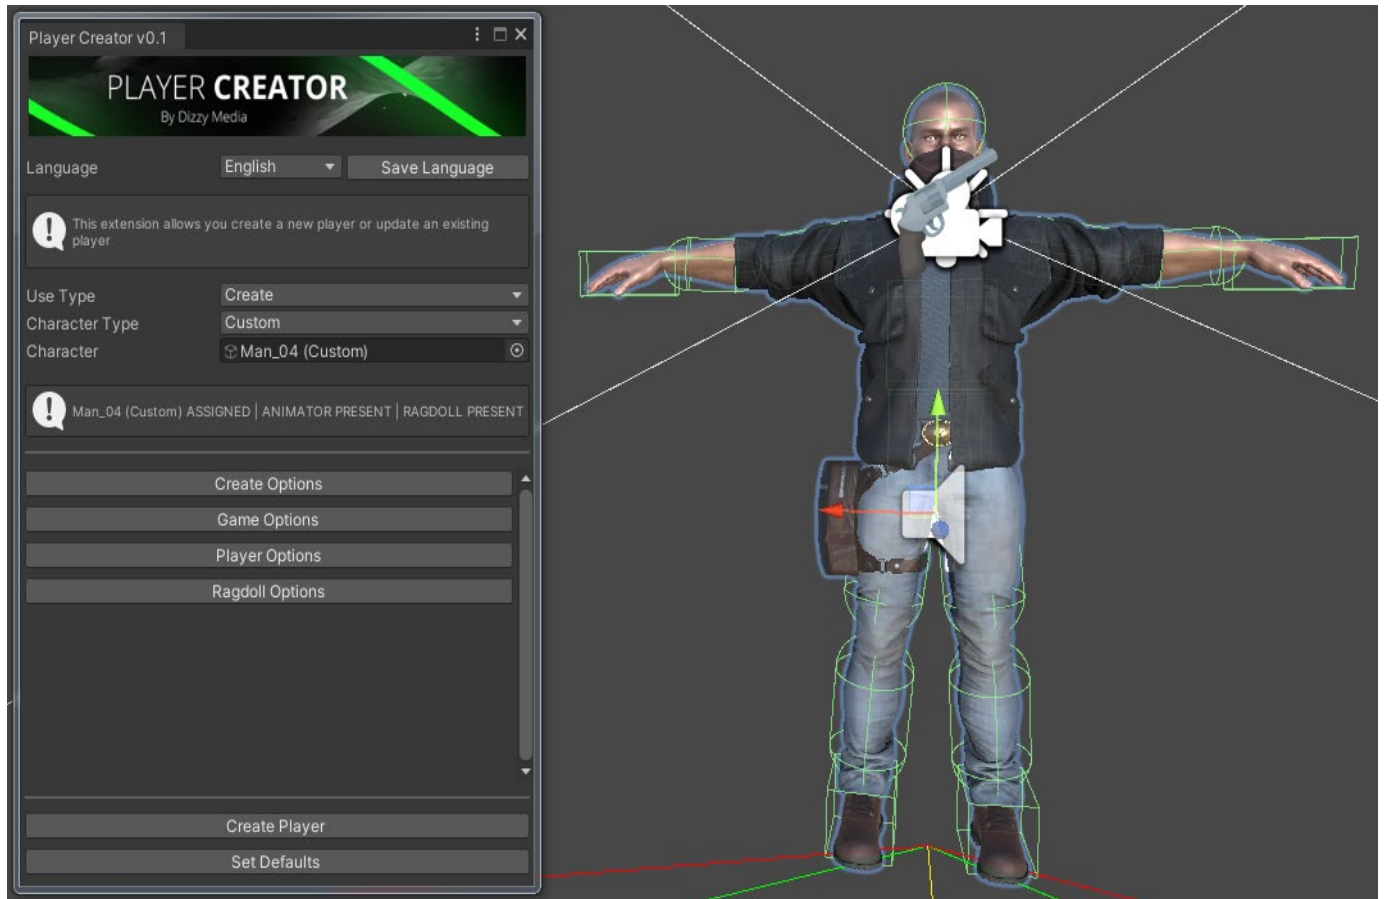 Player Creator v0.1
PLAYER CREATOR
By Dizzy Media
Language English Save Language
This extension allows you create a new player or update an existing
player
Use Type Create
Character Type Custom
Character Man_04 (Custom)
Man_04 (Custom) ASSIGNED | ANIMATOR PRESENT | RAGDOLL PRESENT
Create Options
Game Options
Player Options
Ragdoll Options
Create Player
Set Defaults